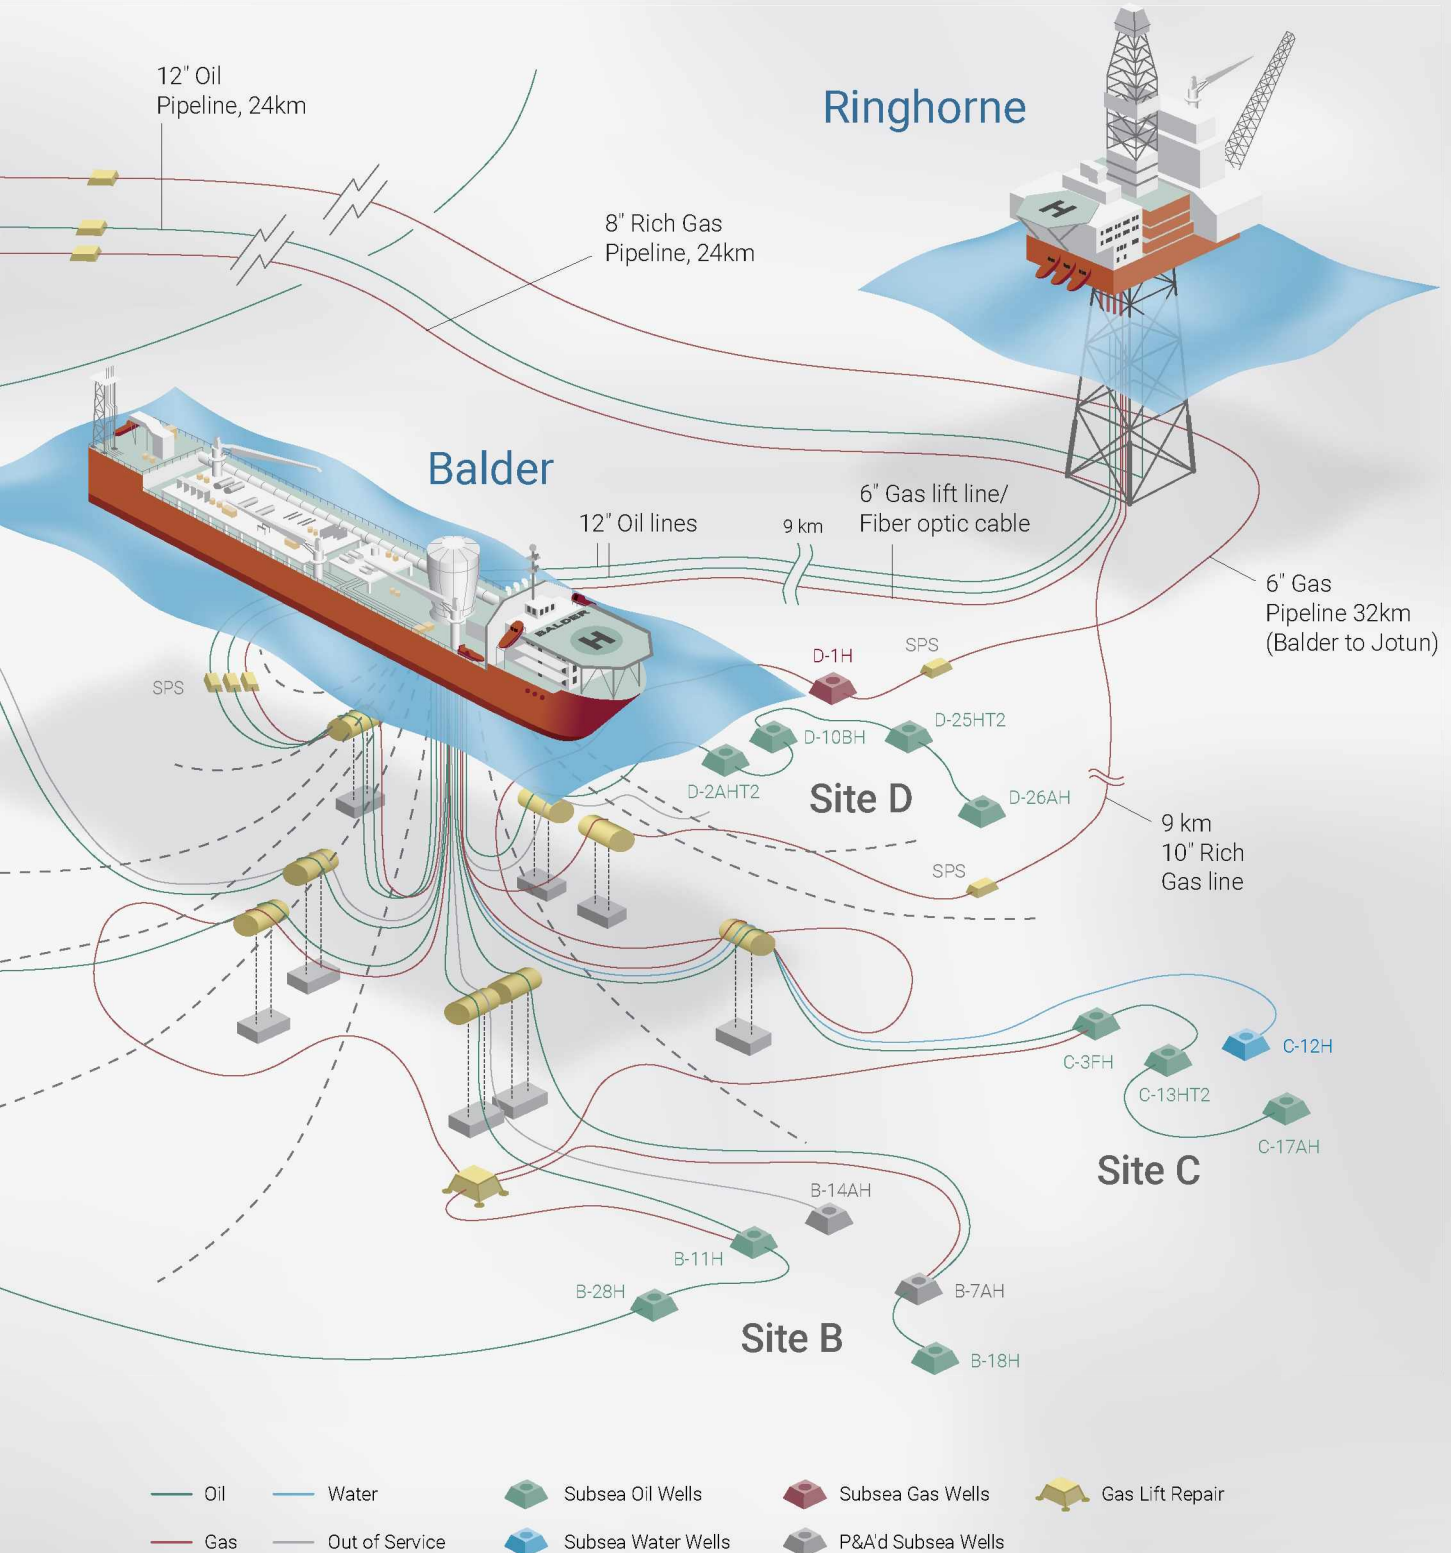 12" Oil
Pipeline, 24km
Ringhorne
H
8" Rich Gas
Pipeline, 24km
Balder
12" Oil lines
9 km
6" Gas lift line/
Fiber optic cable
6" Gas
Pipeline 32km
(Balder to Jotun)
BALDER
H
SPS
D-1H
SPS
D-25HT2
D-10BH
D-2AHT2
Site D
D-26AH
9 km
10" Rich
Gas line
SPS
C-12H
C-3FH
C-13HT2
C-17AH
Site C
B-14AH
B-11H
B-28H
B-7AH
Site B
B-18H
Oil
Water
Subsea Oil Wells
Subsea Gas Wells
Gas Lift Repair
Gas
Out of Service
Subsea Water Wells
P&A'd Subsea Wells